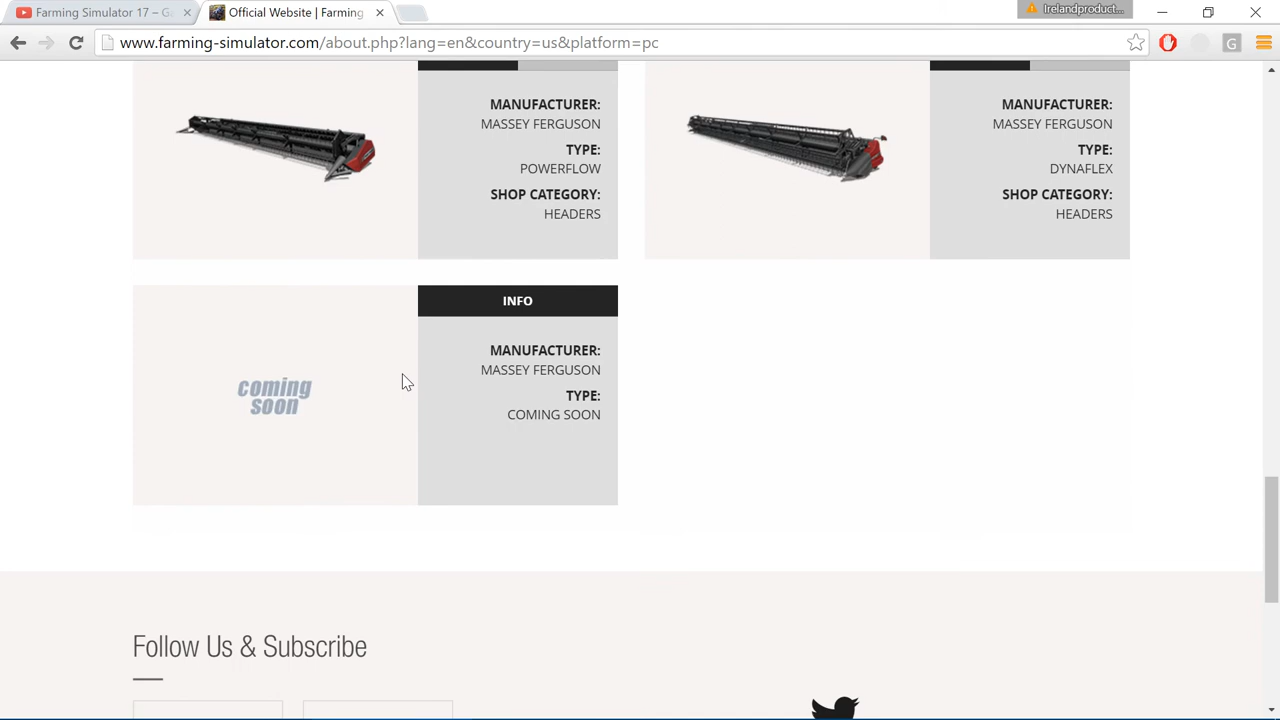 Farming Simulator 17 – G
Official Website | Farming
Irelandproduct...
www.farming-simulator.com/about.php?lang=en&country=us&platform=pc
MANUFACTURER:
MASSEY FERGUSON
TYPE:
POWERFLOW
SHOP CATEGORY:
HEADERS
MANUFACTURER:
MASSEY FERGUSON
TYPE:
DYNAFLEX
SHOP CATEGORY:
HEADERS
coming
soon
INFO
MANUFACTURER:
MASSEY FERGUSON
TYPE:
COMING SOON
Follow Us & Subscribe